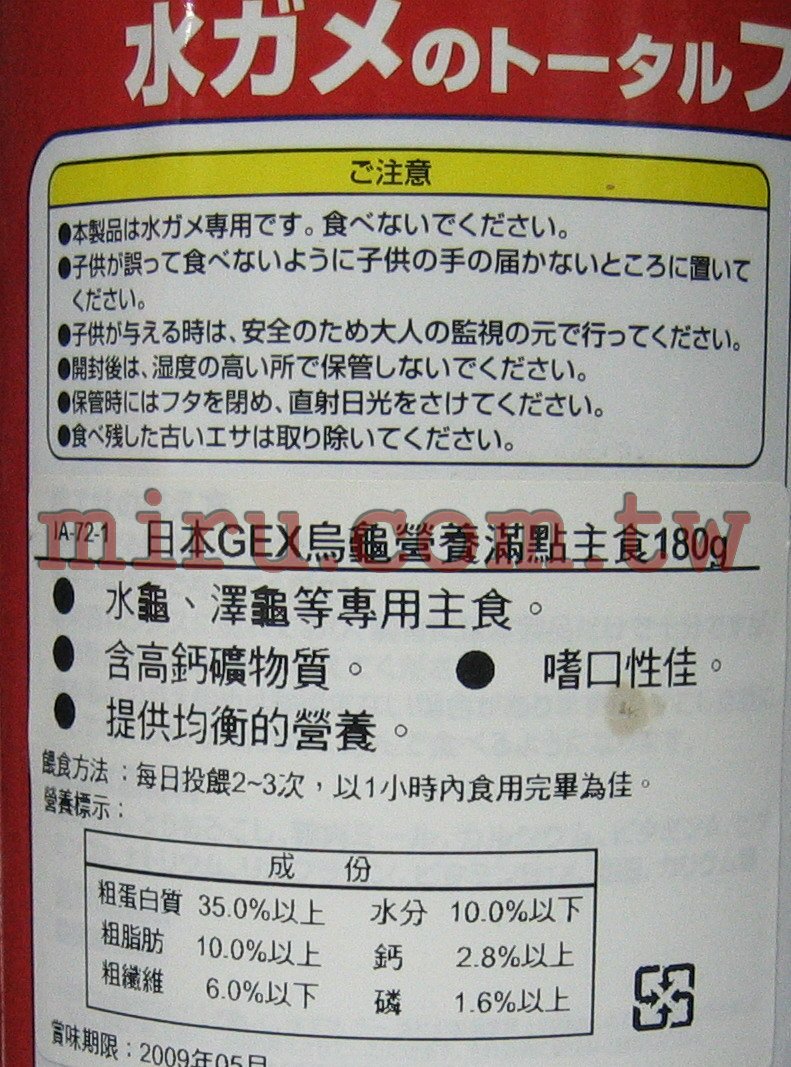 水ガメのトータルフ
ご注意
●本製品は水ガメ専用です。食べないでください。
●子供が誤って食べないように子供の手の届かないところに置いて
ください。
●子供が与える時は、安全のため大人の監視の元で行ってください。
●開封後は、湿度の高い所で保管しないでください。
●保管時にはフタを閉め、直射日光をさけてください。
●食べ残した古いエサは取り除いてください。
miru.com.tw
IA-72-1 日本GEX烏龜營養滿點主食180g
● 水龜、澤龜等專用主食。
● 含高鈣礦物質。 ● 嗜口性佳。
● 提供均衡的營養。
餵食方法：每日投餵2~3次，以1小時內食用完畢為佳。
營養標示：
成 份
粗蛋白質 35.0%以上 水分 10.0%以下
粗脂肪 10.0%以上 鈣 2.8%以上
粗纖維 6.0%以下 磷 1.6%以上
賞味期限：2009年05月